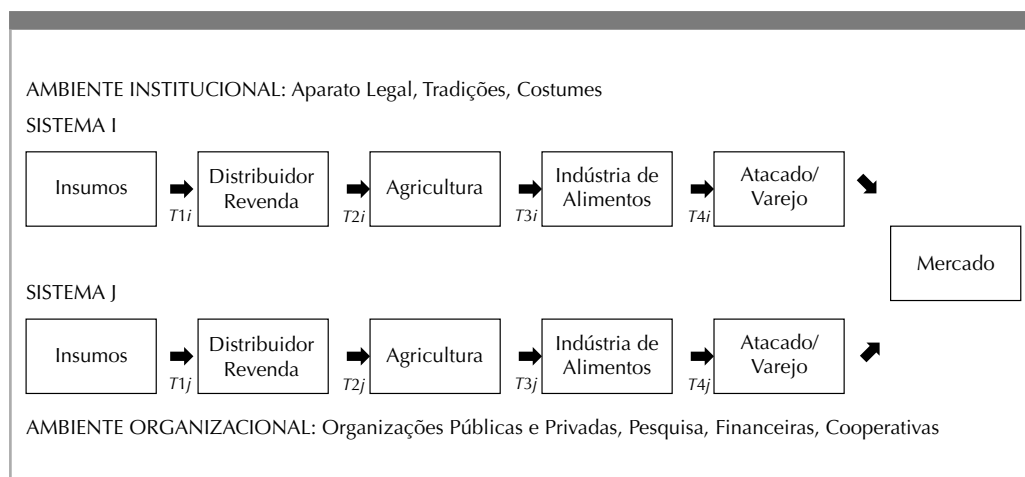 AMBIENTE INSTITUCIONAL: Aparato Legal, Tradições, Costumes
SISTEMA I
Insumos
T1i
Distribuidor
Revenda
T2i
Agricultura
T3i
Indústria de
Alimentos
T4i
Atacado/
Varejo
Mercado
SISTEMA J
Insumos
T1j
Distribuidor
Revenda
T2j
Agricultura
T3j
Indústria de
Alimentos
T4j
Atacado/
Varejo
AMBIENTE ORGANIZACIONAL: Organizações Públicas e Privadas, Pesquisa, Financeiras, Cooperativas